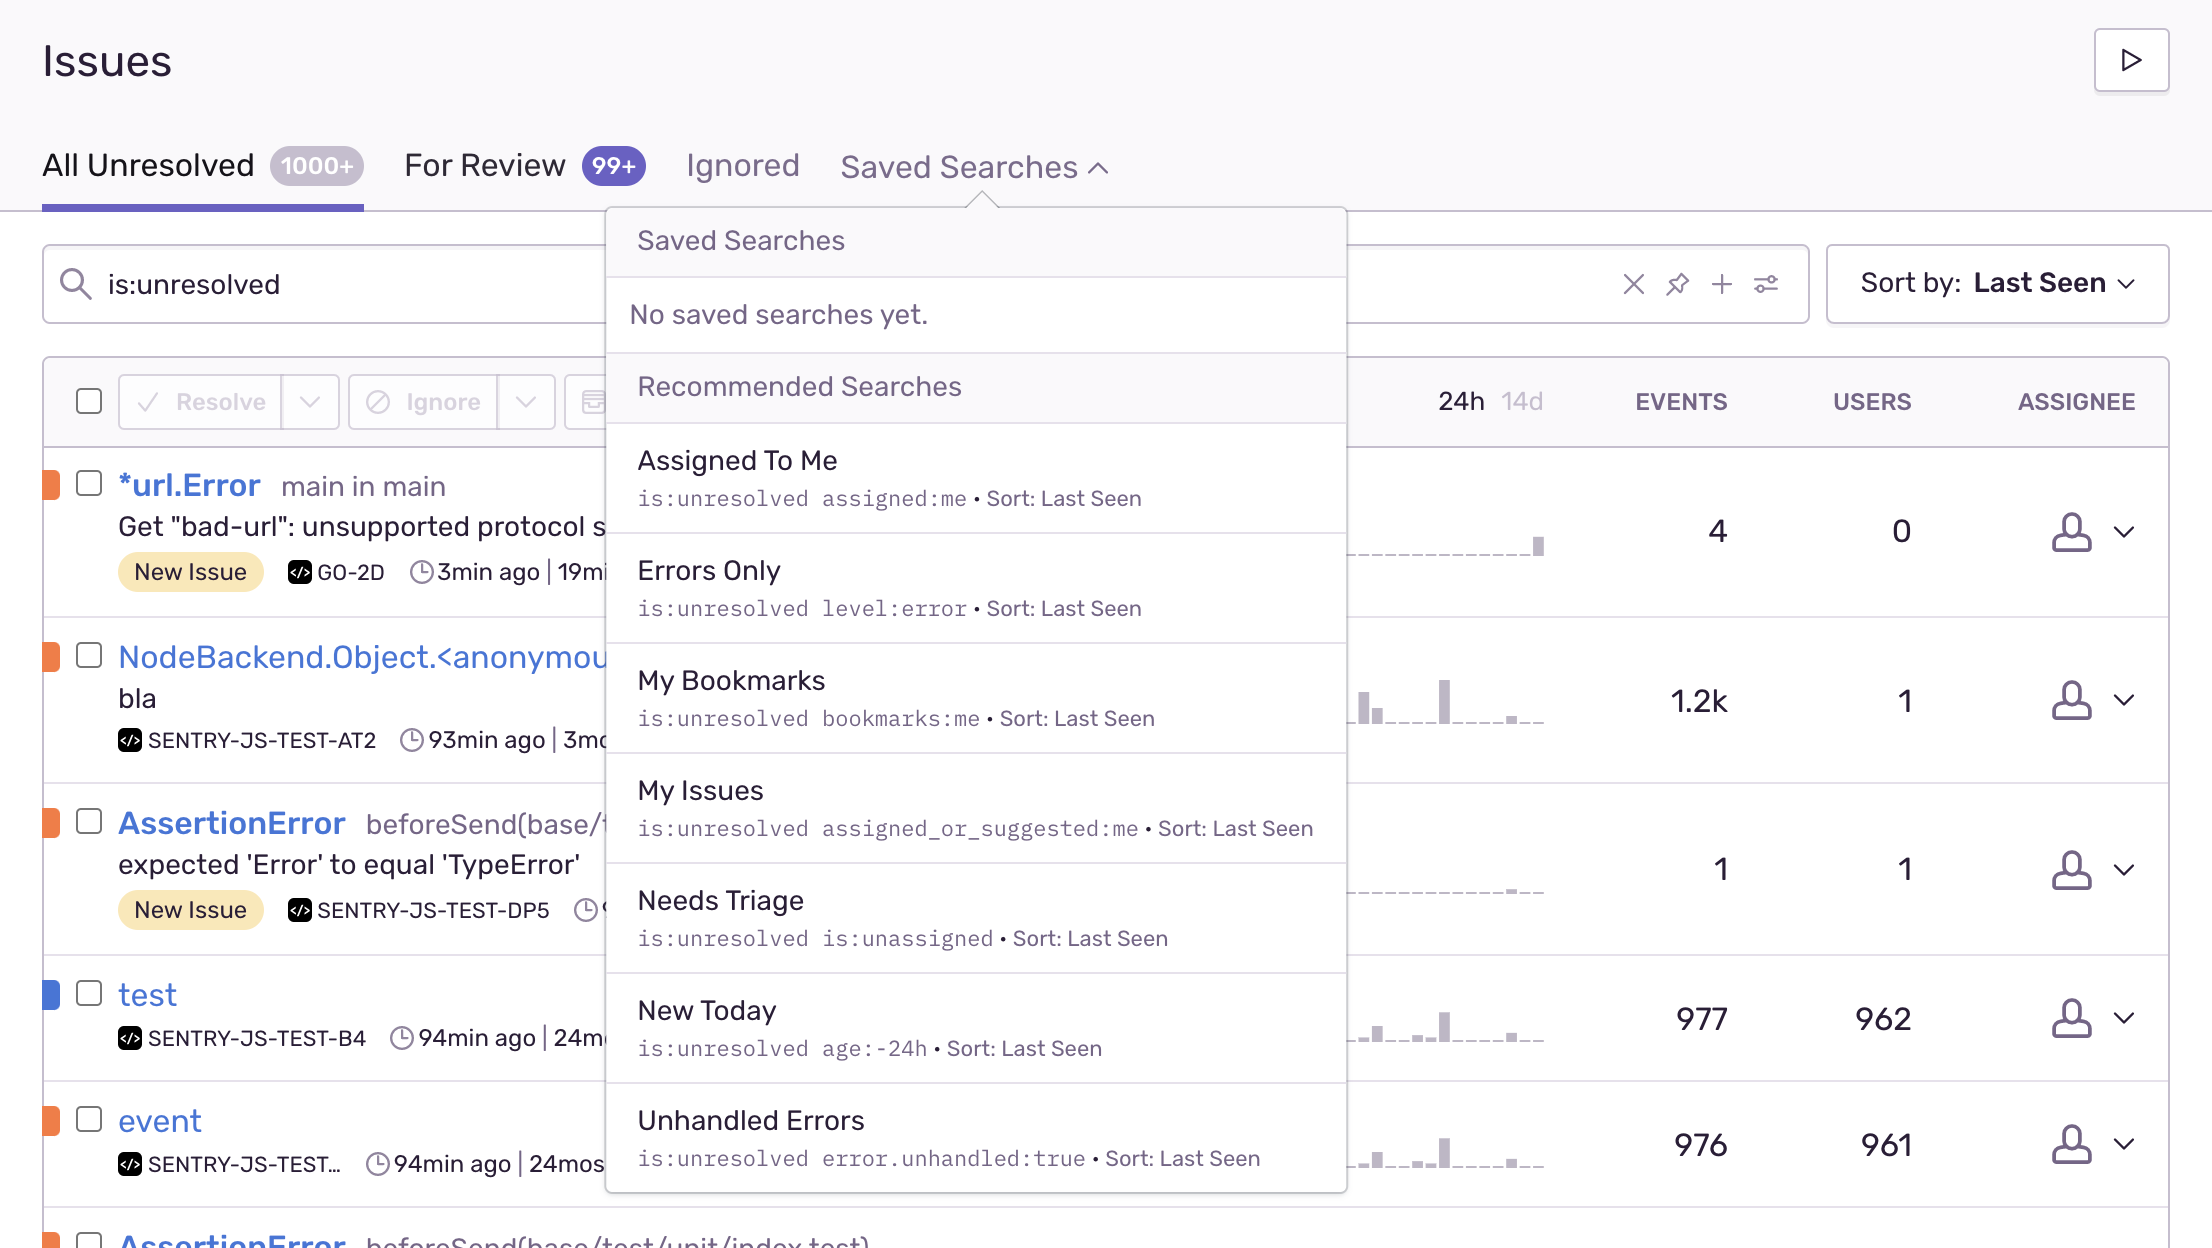 Issues
All Unresolved 1000+ For Review 99+ Ignored Saved Searches
is:unresolved
Sort by: Last Seen
Saved Searches
No saved searches yet.
Recommended Searches
Assigned To Me
is:unresolved assigned:me • Sort: Last Seen
Errors Only
is:unresolved level:error • Sort: Last Seen
My Bookmarks
is:unresolved bookmarks:me • Sort: Last Seen
My Issues
is:unresolved assigned_or_suggested:me • Sort: Last Seen
Needs Triage
is:unresolved is:unassigned • Sort: Last Seen
New Today
is:unresolved age:-24h • Sort: Last Seen
Unhandled Errors
is:unresolved error.unhandled:true • Sort: Last Seen
Resolve Ignore 24h 14d EVENTS USERS ASSIGNEE
*url.Error main in main
Get "bad-url": unsupported protocol s
New Issue GO-2D 3min ago | 19mi
4 0
NodeBackend.Object.<anonymou
bla
SENTRY-JS-TEST-AT2 93min ago | 3mo
1.2k 1
AssertionError beforeSend(base/t
expected 'Error' to equal 'TypeError'
New Issue SENTRY-JS-TEST-DP5
1 1
test
SENTRY-JS-TEST-B4 94min ago | 24mo
977 962
event
SENTRY-JS-TEST... 94min ago | 24mos
976 961
AssertionError beforeSend(base/test/unit/index.test)